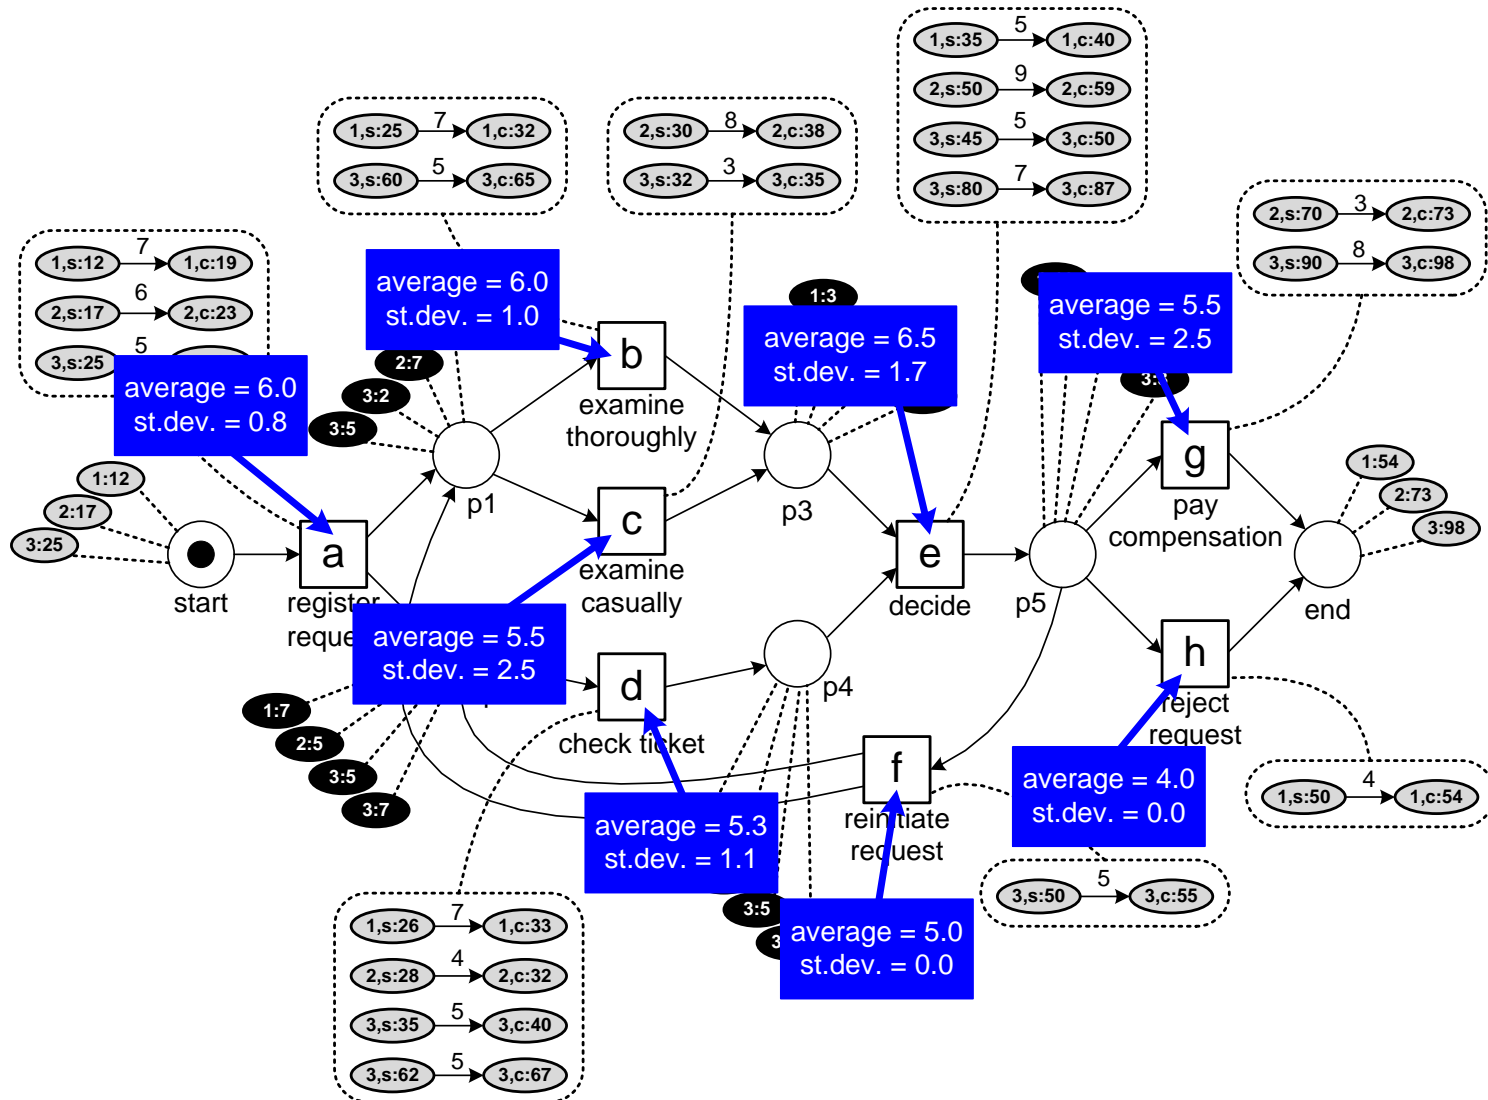 1,s:35 5 1,c:40
2,s:50 9 2,c:59
3,s:45 5 3,c:50
3,s:80 7 3,c:87
1,s:25 7 1,c:32
3,s:60 5 3,c:65
2,s:30 8 2,c:38
3,s:32 3 3,c:35
2,s:70 3 2,c:73
3,s:90 8 3,c:98
1,s:12 7 1,c:19
2,s:17 6 2,c:23
3,s:25 5
average = 6.0
st.dev. = 0.8
average = 6.0
st.dev. = 1.0
1:3
average = 6.5
st.dev. = 1.7
average = 5.5
st.dev. = 2.5
2:7
3:2
3:5
b
examine
thoroughly
p1
p3
g
pay
compensation
1:54
2:73
3:98
1:12
2:17
3:25
start
a
register
c
examine
casually
e
decide
p5
end
average = 5.5
st.dev. = 2.5
d
check ticket
p4
h
reject
request
1:7
2:5
3:5
3:7
f
reinitiate
request
average = 5.3
st.dev. = 1.1
average = 4.0
st.dev. = 0.0
1,s:50 4 1,c:54
3:5
average = 5.0
st.dev. = 0.0
3,s:50 5 3,c:55
1,s:26 7 1,c:33
2,s:28 4 2,c:32
3,s:35 5 3,c:40
3,s:62 5 3,c:67